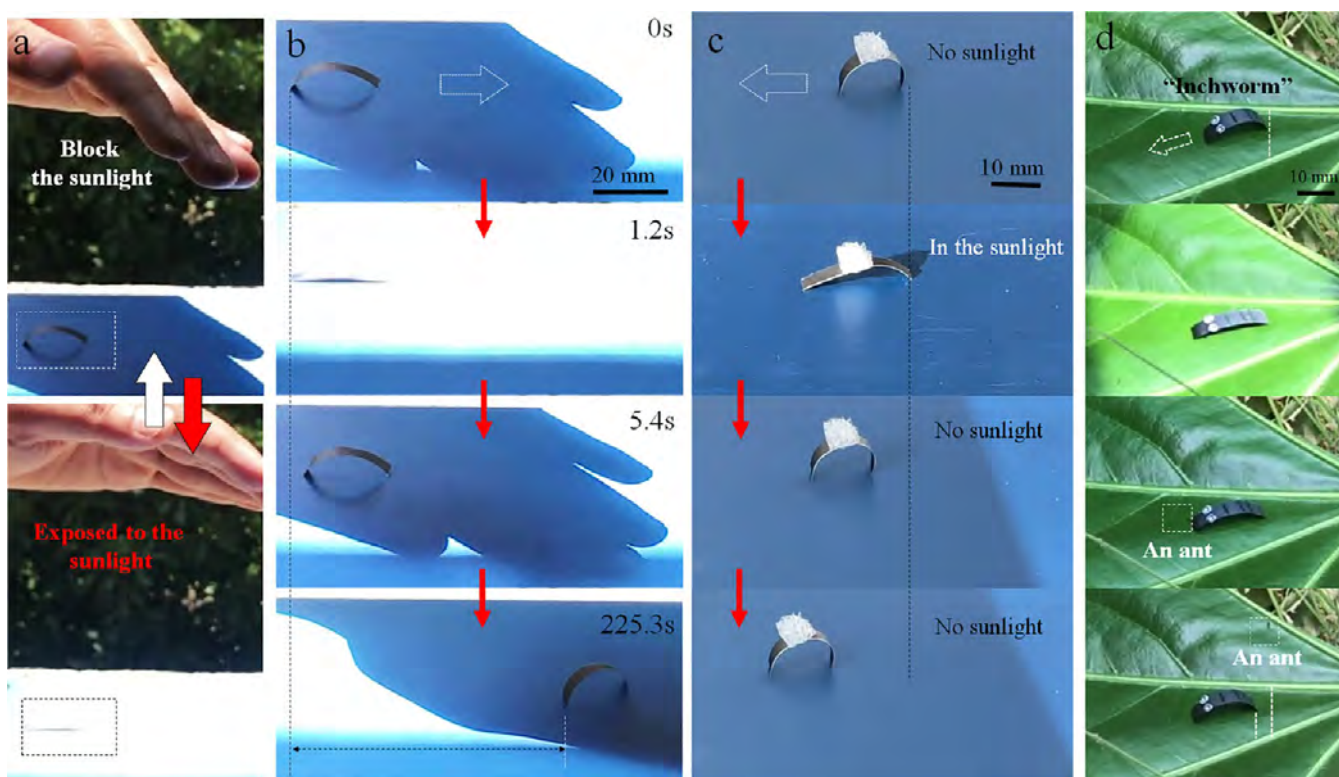 a
Block
the sunlight
Exposed to the
sunlight
b
0s
20 mm
1.2s
5.4s
225.3s
c
No sunlight
10 mm
In the sunlight
No sunlight
No sunlight
d
“Inchworm”
10 mm
An ant
An ant